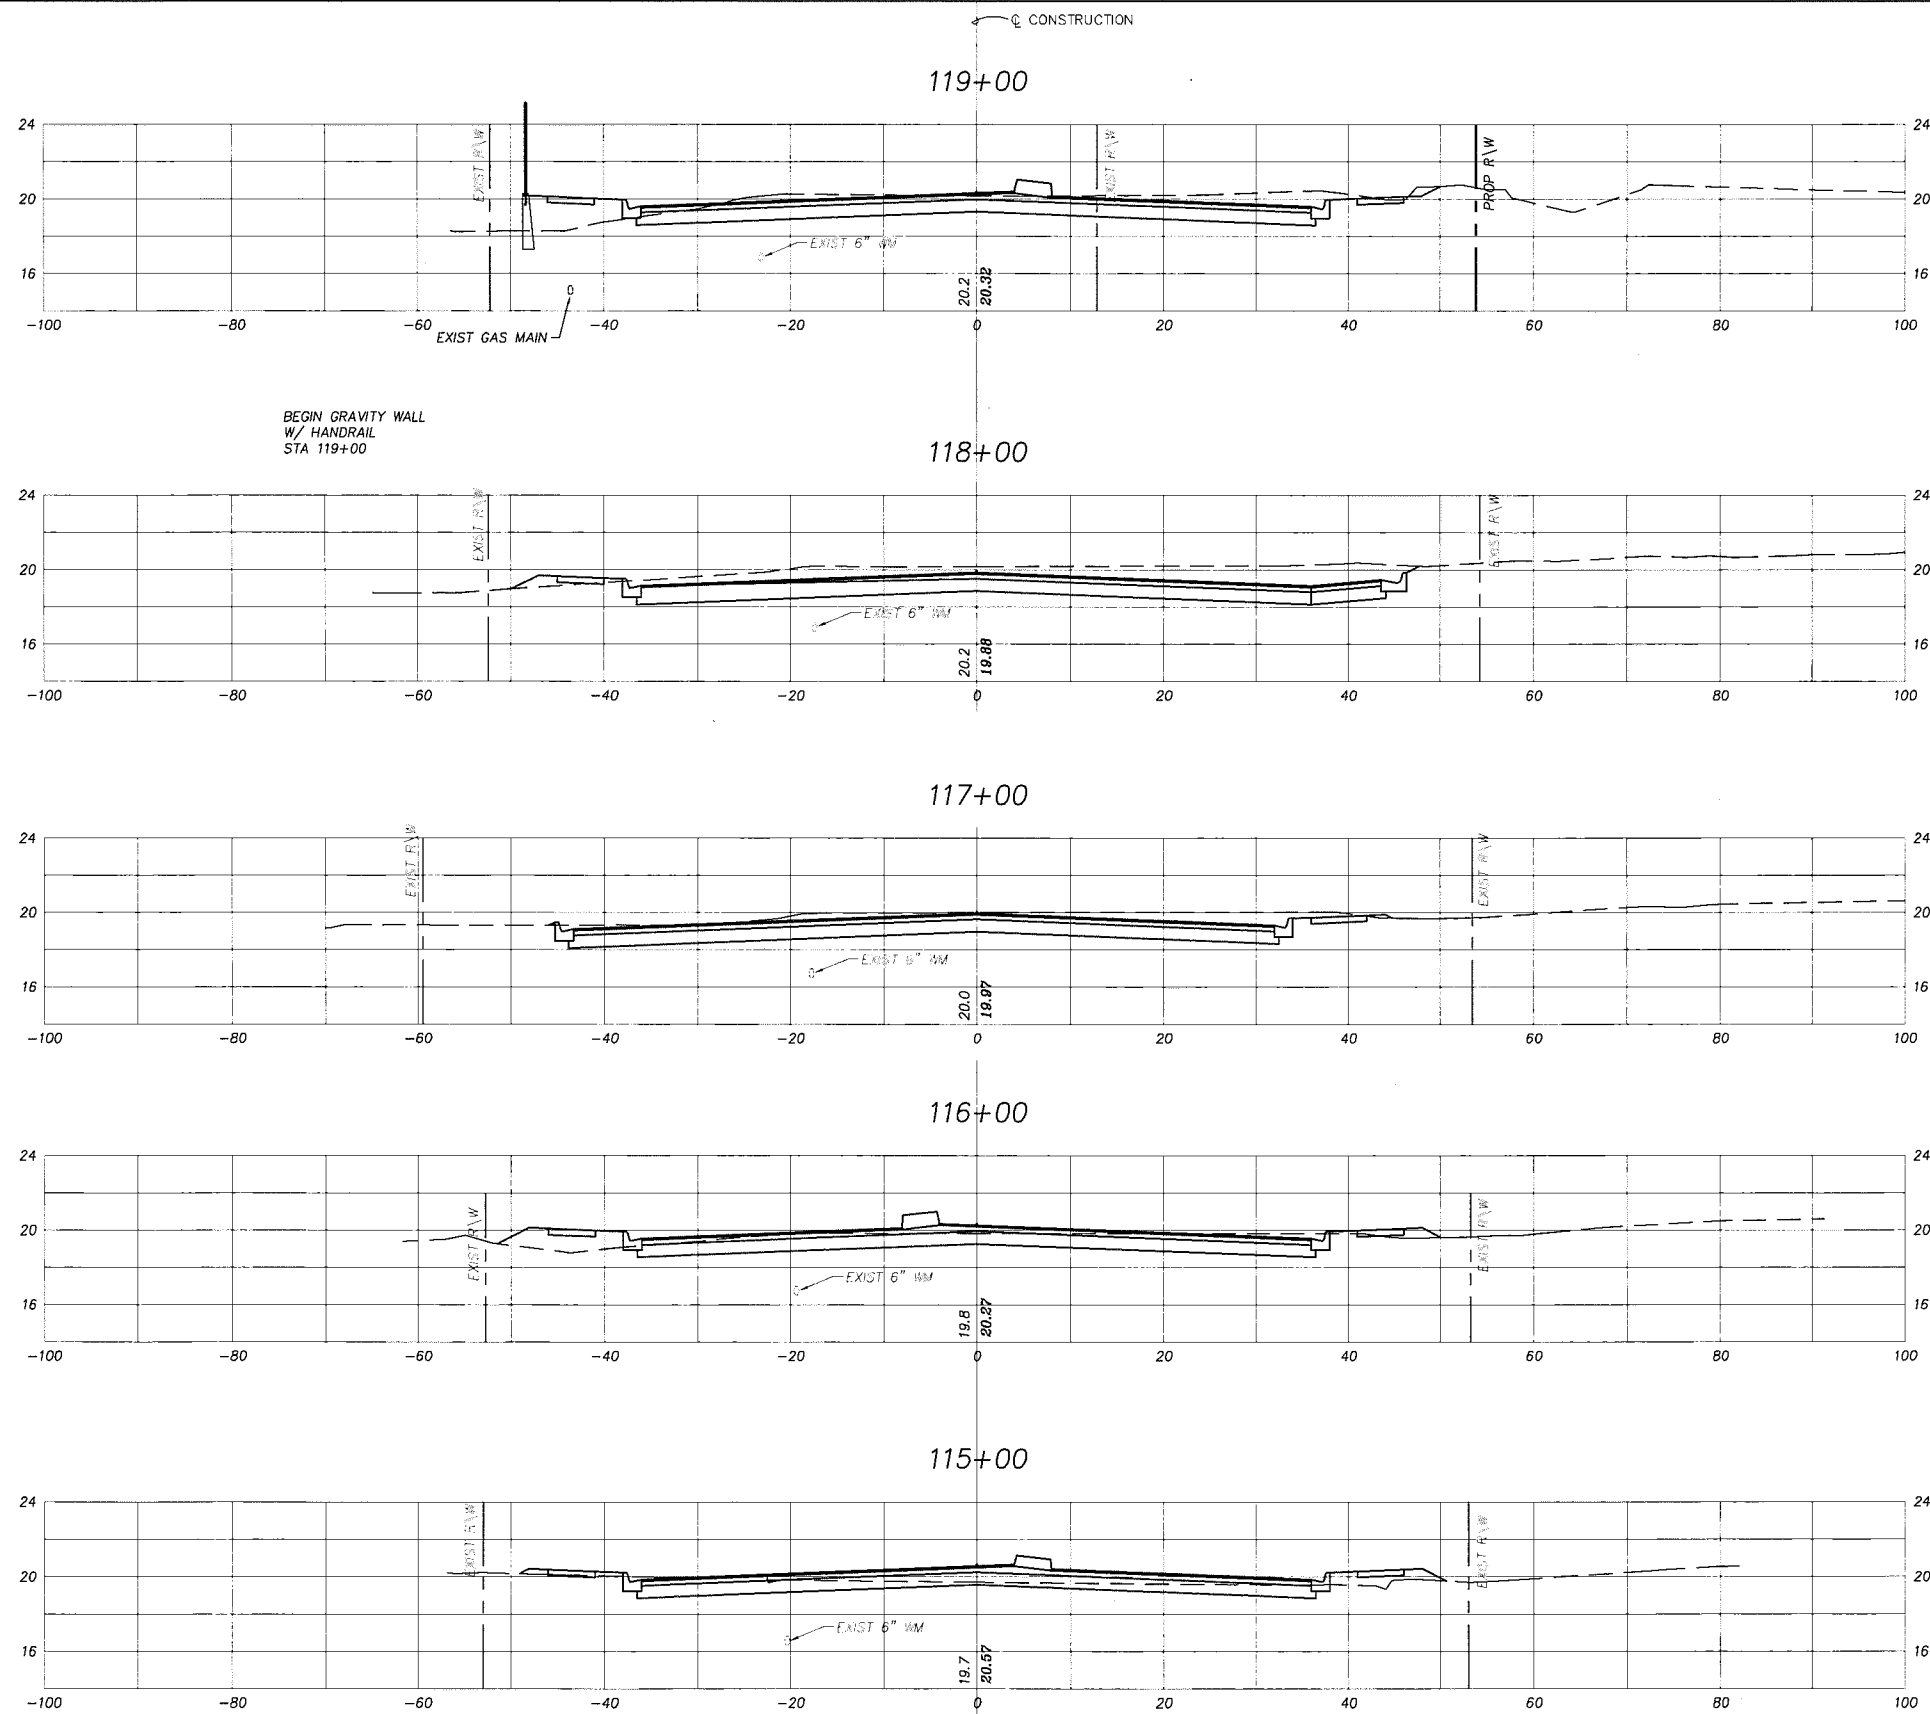 ℄ CONSTRUCTION
119+00
24 24
EXIST R\W EXIST R\W PROP R\W
20 20
EXIST 6" WM
16 16
20.2
20.32
-100 -80 -60 -40 -20 0 20 40 60 80 100
EXIST GAS MAIN
BEGIN GRAVITY WALL
W/ HANDRAIL
STA 119+00
118+00
24 24
EXIST R\W EXIST R\W
20 20
EXIST 6" WM
16 16
20.2
19.88
-100 -80 -60 -40 -20 0 20 40 60 80 100
117+00
24 24
EXIST R\W EXIST R\W
20 20
EXIST 6" WM
16 16
20.0
19.97
-100 -80 -60 -40 -20 0 20 40 60 80 100
116+00
24 24
EXIST R\W EXIST R\W
20 20
EXIST 6" WM
16 16
19.8
20.27
-100 -80 -60 -40 -20 0 20 40 60 80 100
115+00
24 24
EXIST R\W EXIST R\W
20 20
EXIST 6" WM
16 16
19.7
20.57
-100 -80 -60 -40 -20 0 20 40 60 80 100